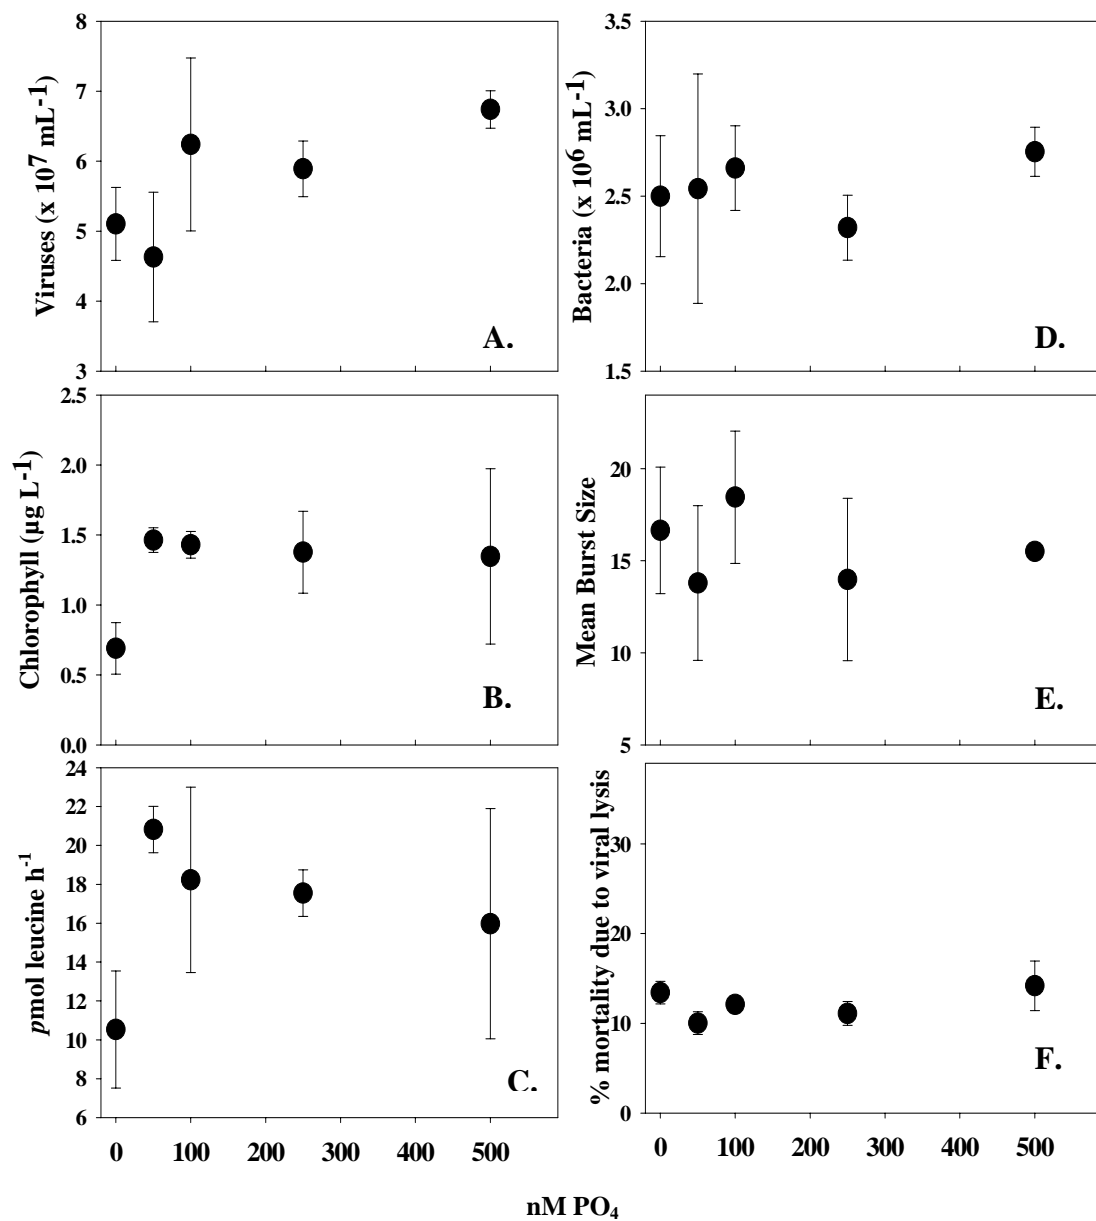 Viruses (x 10⁷ mL⁻¹)
8
7
6
5
4
3
A.
Bacteria (x 10⁶ mL⁻¹)
3.5
3.0
2.5
2.0
1.5
D.
Chlorophyll (µg L⁻¹)
2.5
2.0
1.5
1.0
0.5
0.0
B.
Mean Burst Size
20
15
10
5
E.
pmol leucine h⁻¹
24
22
20
18
16
14
12
10
8
6
C.
0 100 200 300 400 500
% mortality due to viral lysis
30
20
10
0
F.
0 100 200 300 400 500
nM PO₄